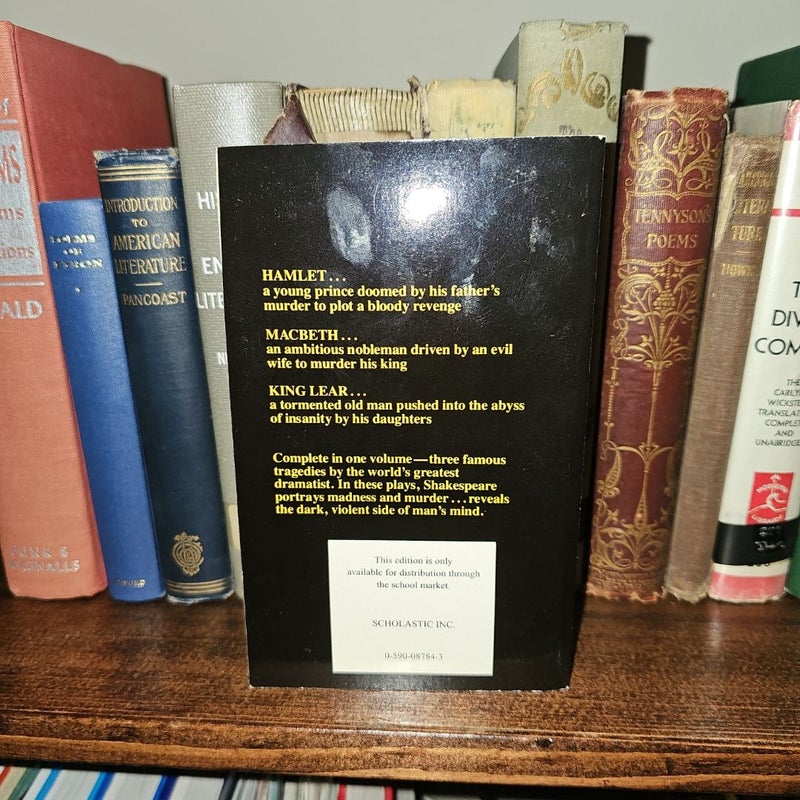 HAMLET...
a young prince doomed by his father's
murder to plot a bloody revenge
MACBETH...
an ambitious nobleman driven by an evil
wife to murder his king
KING LEAR...
a tormented old man pushed into the abyss
of insanity by his daughters
Complete in one volume—three famous
tragedies by the world's greatest
dramatist. In these plays, Shakespeare
portrays madness and murder...reveals
the dark, violent side of man's mind.
This edition is only
available for distribution through
the school market.
SCHOLASTIC INC.
0-590-08784-3
INTRODUCTION
TO
AMERICAN
LITERATURE
PANCOAST
The
TENNYSON'S
POEMS
MODERN
LIBRARY